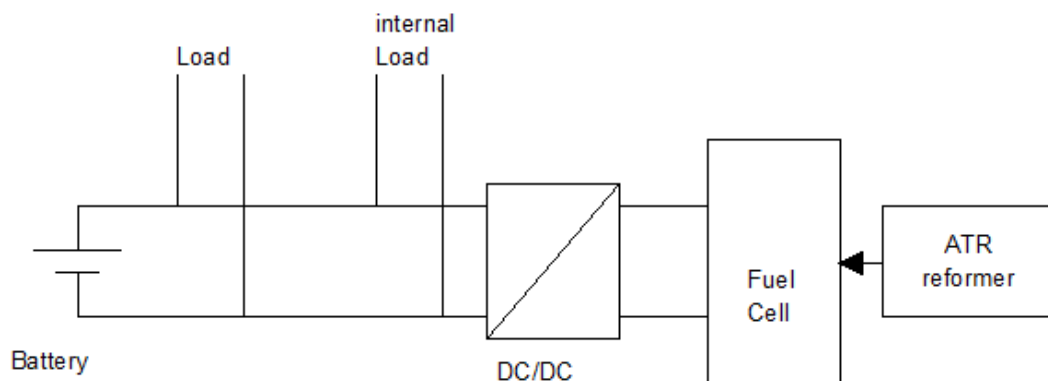 internal
Load
Load
ATR
reformer
Fuel
Cell
Battery
DC/DC